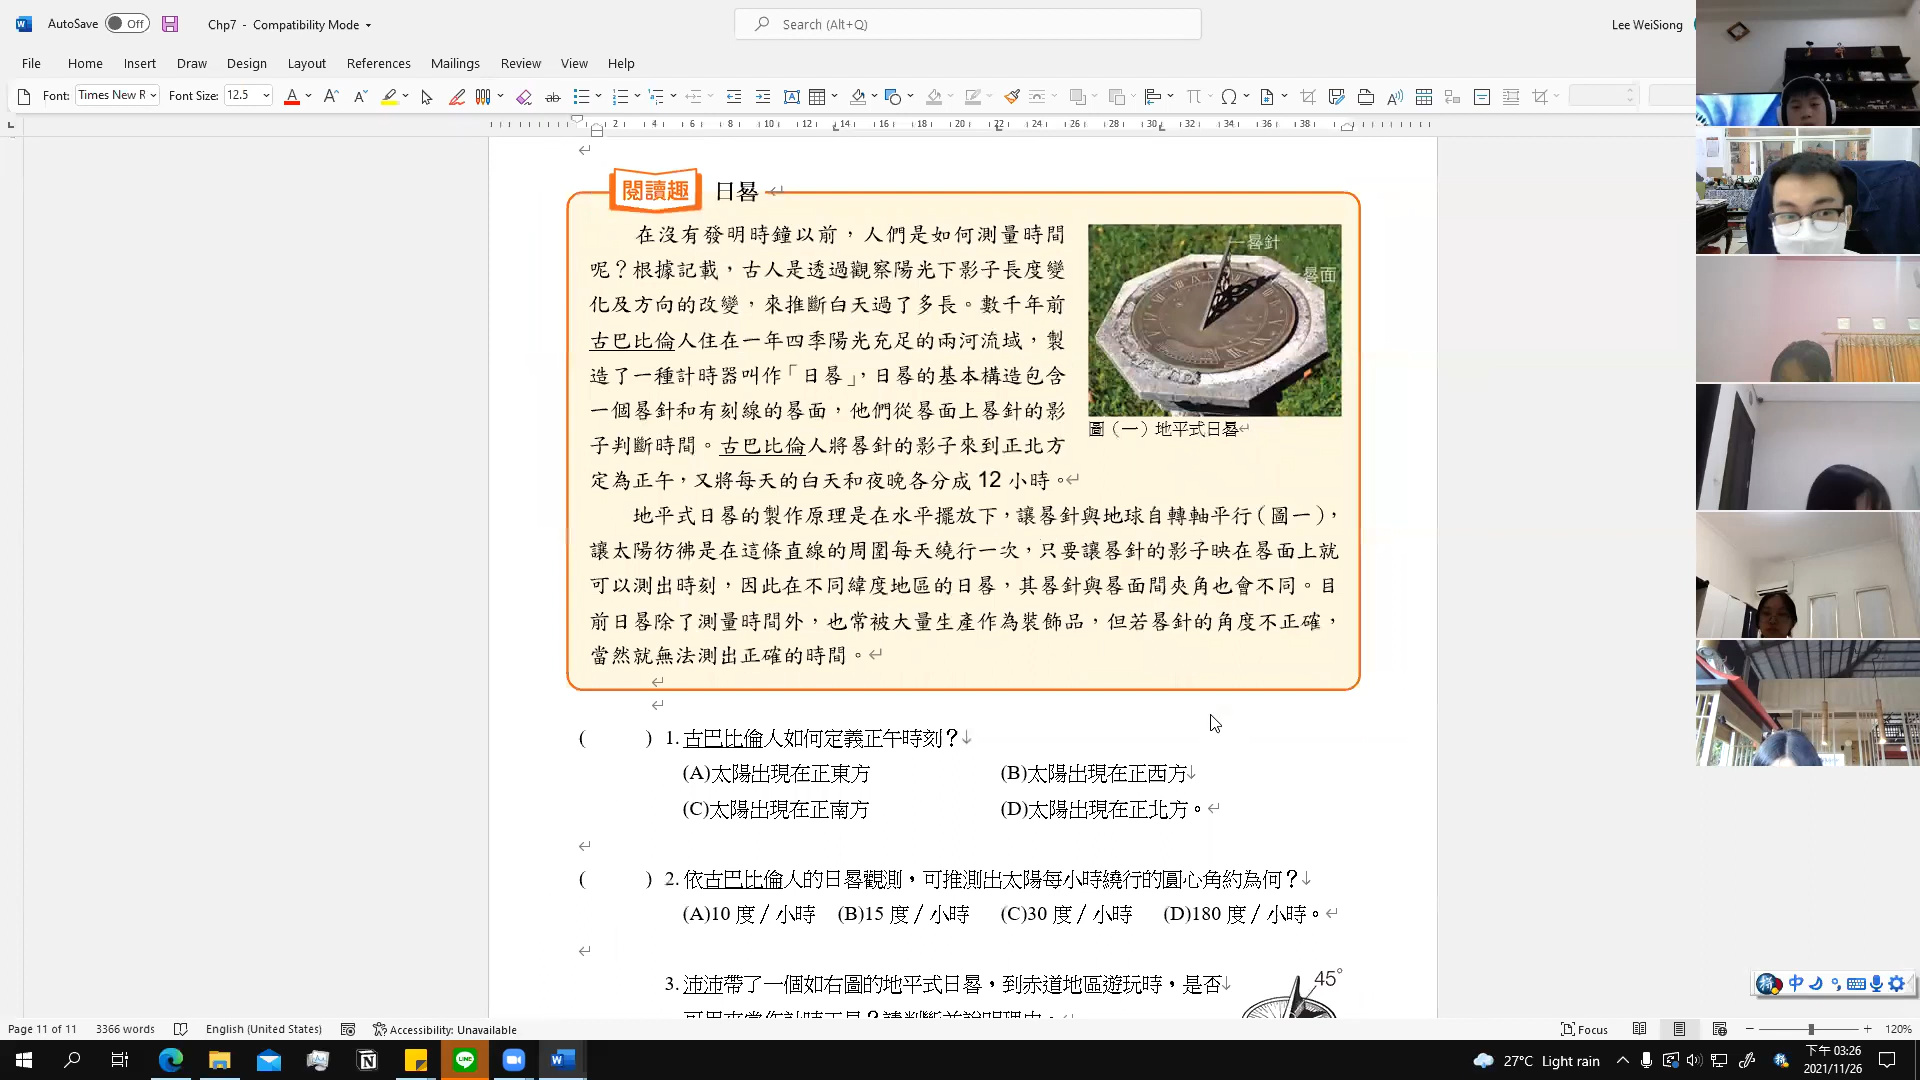 AutoSave Off Chp7 - Compatibility Mode Search (Alt+Q) Lee WeiSiong
File Home Insert Draw Design Layout References Mailings Review View Help
Font: Times New R Font Size: 12.5
2 4 6 8 10 12 14 16 18 20 22 24 26 28 30 32 34 36 38
閱讀趣 日晷
在沒有發明時鐘以前，人們是如何測量時間
呢？根據記載，古人是透過觀察陽光下影子長度變
化及方向的改變，來推斷白天過了多長。數千年前
古巴比倫人住在一年四季陽光充足的兩河流域，製
造了一種計時器叫作「日晷」，日晷的基本構造包含
一個晷針和有刻線的晷面，他們從晷面上晷針的影
子判斷時間。古巴比倫人將晷針的影子來到正北方
定為正午，又將每天的白天和夜晚各分成 12 小時。
晷針
晷面
圖（一）地平式日晷
地平式日晷的製作原理是在水平擺放下，讓晷針與地球自轉軸平行（圖一），
讓太陽彷彿是在這條直線的周圍每天繞行一次，只要讓晷針的影子映在晷面上就
可以測出時刻，因此在不同緯度地區的日晷，其晷針與晷面間夾角也會不同。目
前日晷除了測量時間外，也常被大量生產作為裝飾品，但若晷針的角度不正確，
當然就無法測出正確的時間。
( ) 1. 古巴比倫人如何定義正午時刻？
(A)太陽出現在正東方 (B)太陽出現在正西方
(C)太陽出現在正南方 (D)太陽出現在正北方。
( ) 2. 依古巴比倫人的日晷觀測，可推測出太陽每小時繞行的圓心角約為何？
(A)10 度／小時 (B)15 度／小時 (C)30 度／小時 (D)180 度／小時。
3. 沛沛帶了一個如右圖的地平式日晷，到赤道地區遊玩時，是否
45°
中
Page 11 of 11 3366 words English (United States) Accessibility: Unavailable Focus 120%
27°C Light rain 下午 03:26
2021/11/26